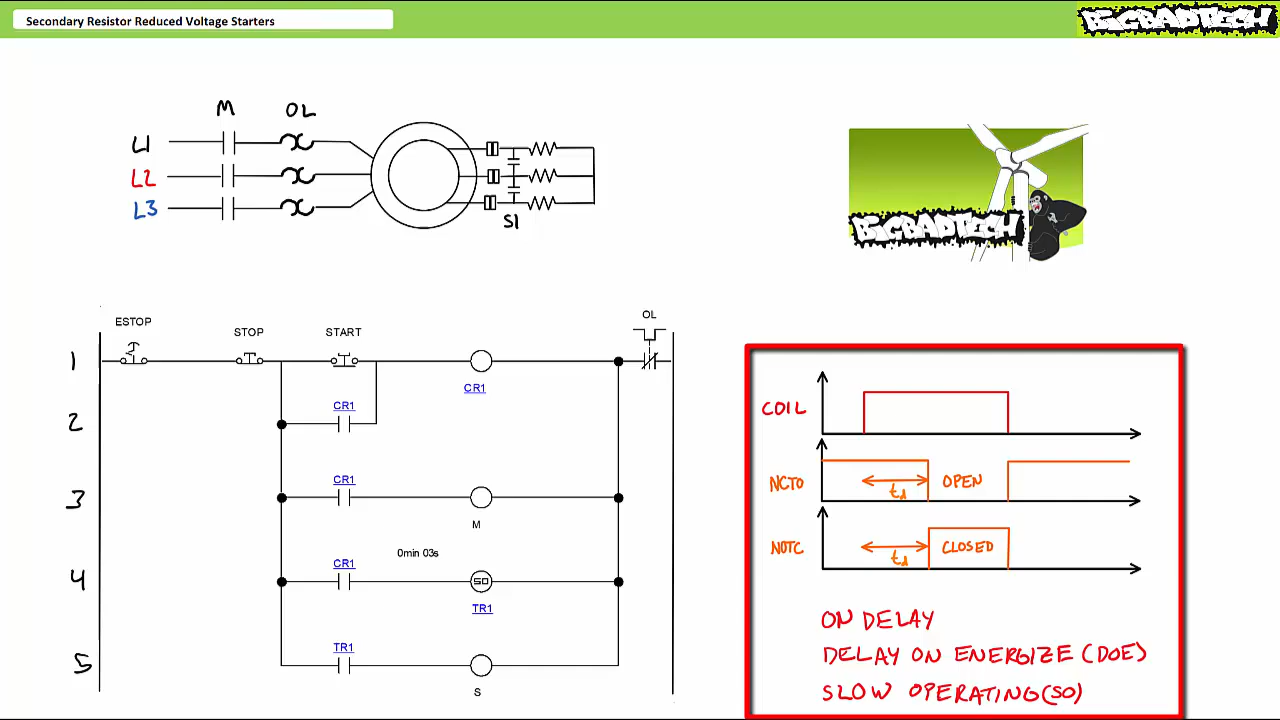 Secondary Resistor Reduced Voltage Starters
BIGBADTECH
M OL
L1
L2
L3
S1
BIGBADTECH
ESTOP
STOP
START
OL
1
CR1
CR1
2
CR1
3
M
0min 03s
CR1
4
SO
TR1
TR1
5
S
COIL
NCTO
td
OPEN
NOTC
td
CLOSED
ON DELAY
DELAY ON ENERGIZE (DOE)
SLOW OPERATING (SO)